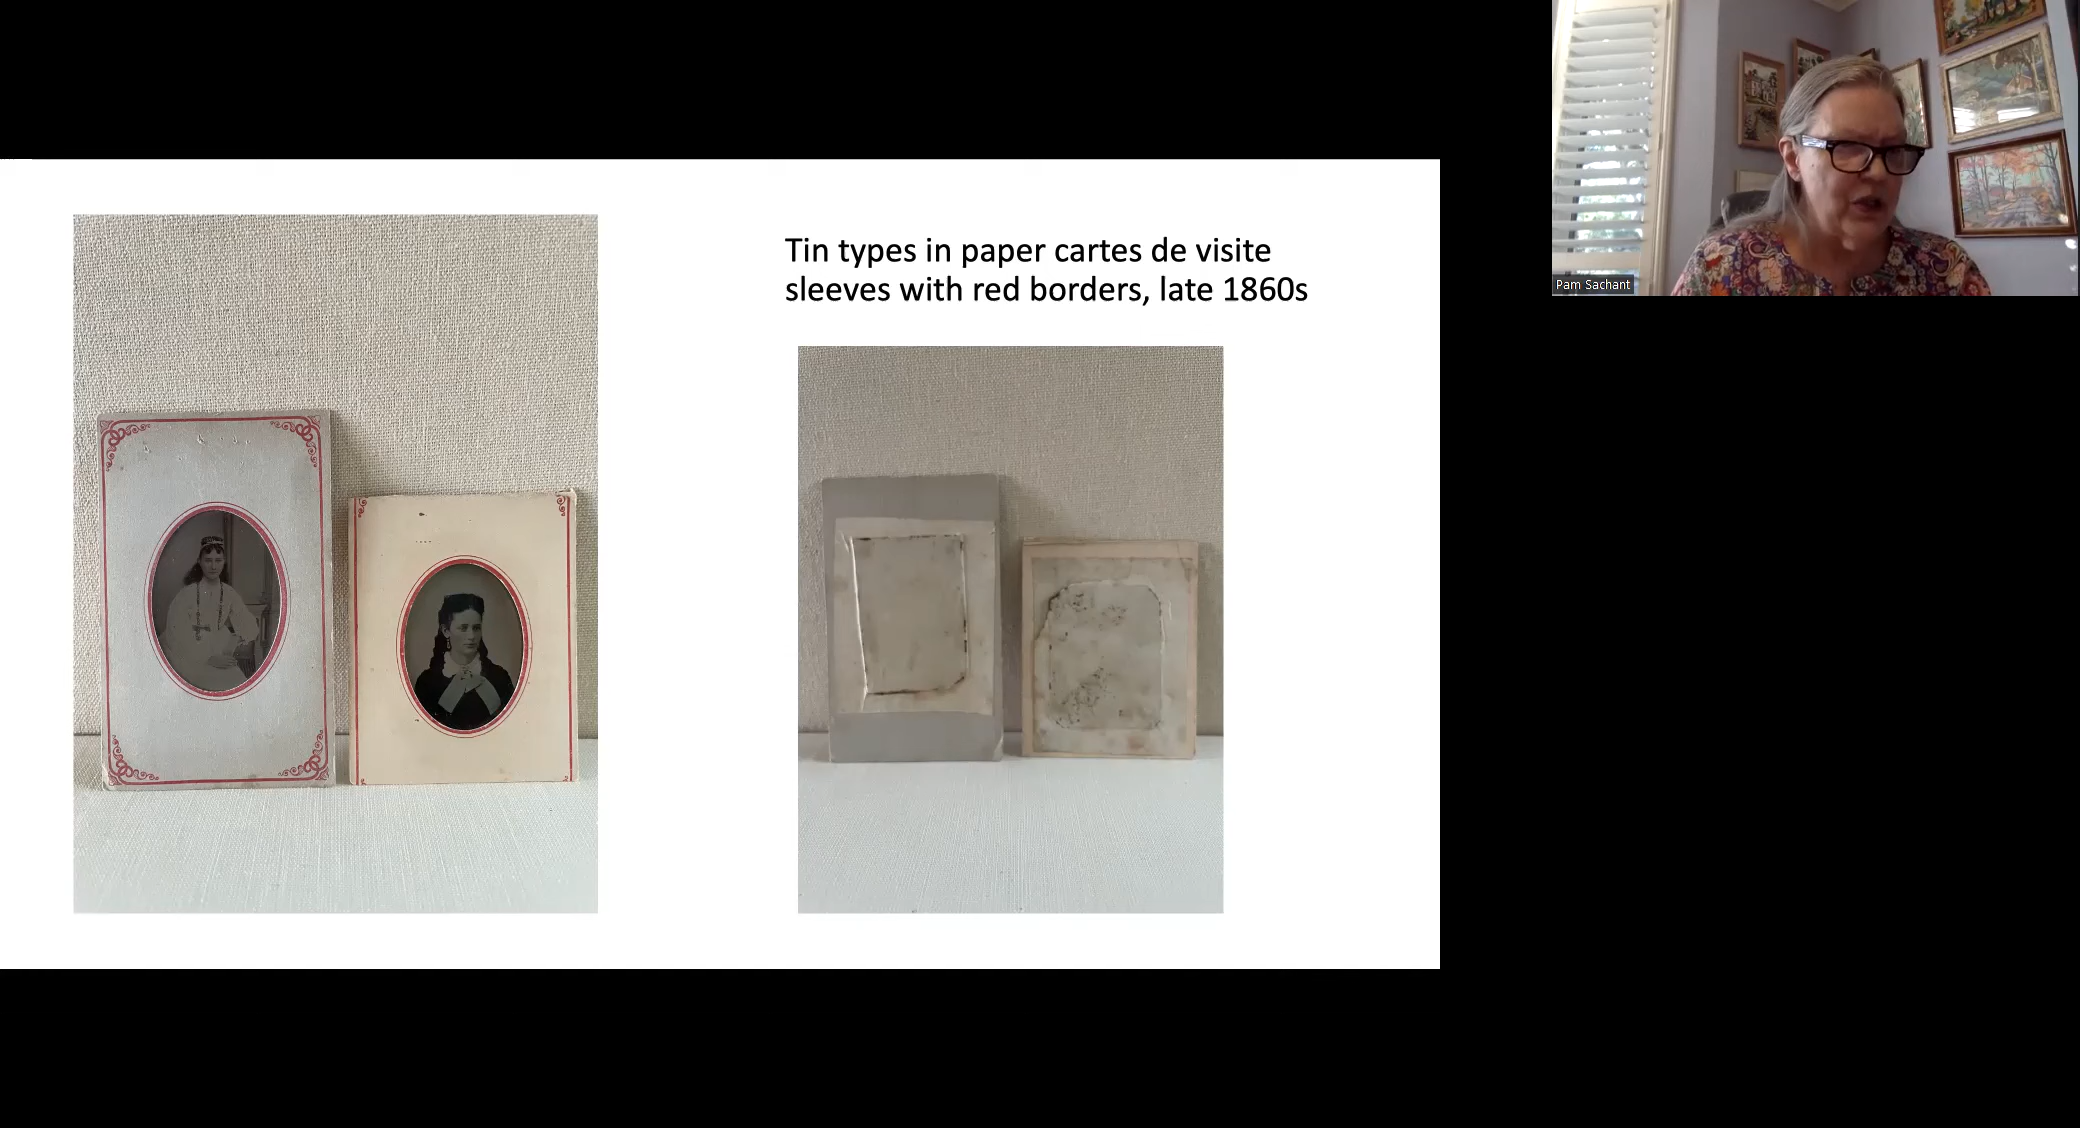 Tin types in paper cartes de visite
sleeves with red borders, late 1860s
Pam Sachant